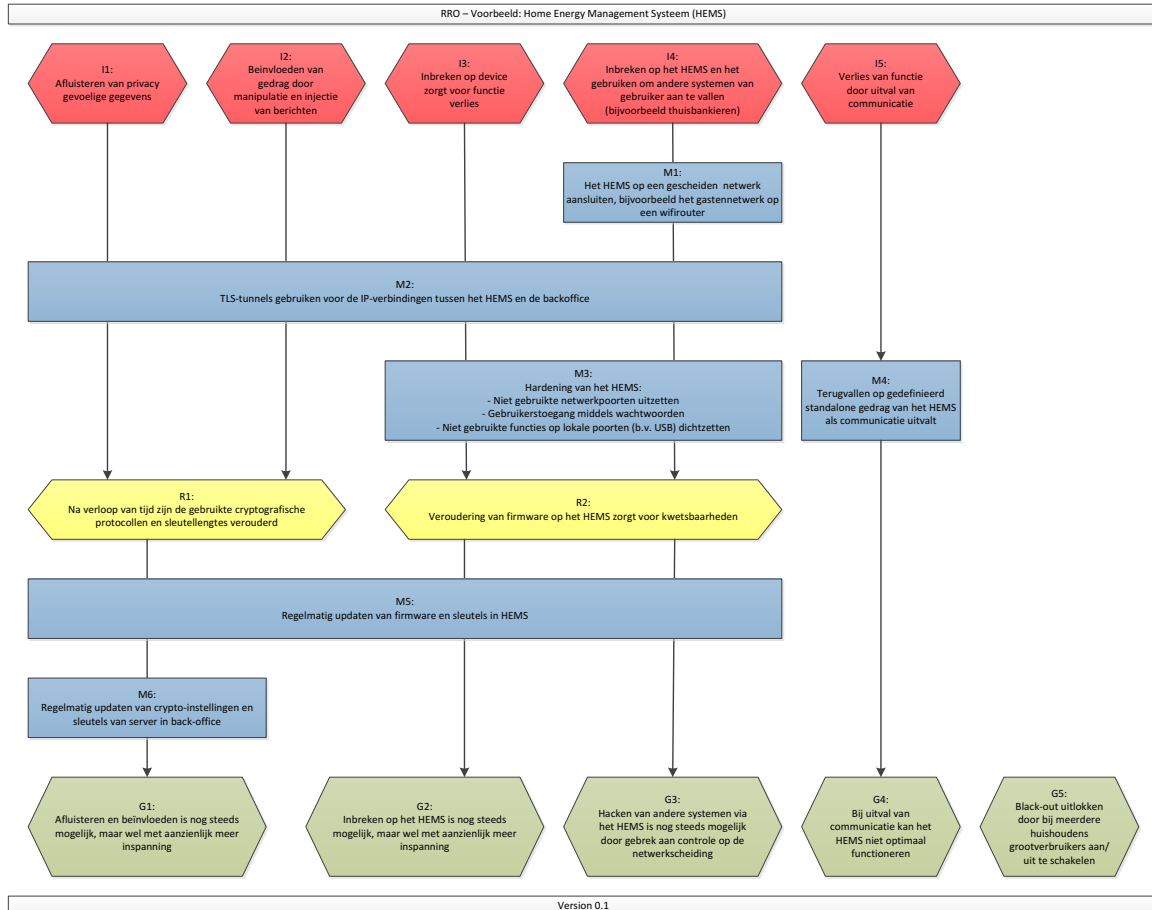 RRO – Voorbeeld: Home Energy Management Systeem (HEMS)
I1:
Afluisteren van privacy
gevoelige gegevens
I2:
Beinvloeden van
gedrag door
manipulatie en injectie
van berichten
I3:
Inbreken op device
zorgt voor functie
verlies
I4:
Inbreken op het HEMS en het
gebruiken om andere systemen van
gebruiker aan te vallen
(bijvoorbeeld thuisbankieren)
I5:
Verlies van functie
door uitval van
communicatie
M1:
Het HEMS op een gescheiden netwerk
aansluiten, bijvoorbeeld het gastennetwerk op
een wifirouter
M2:
TLS-tunnels gebruiken voor de IP-verbindingen tussen het HEMS en de backoffice
M3:
Hardening van het HEMS:
- Niet gebruikte netwerkpoorten uitzetten
- Gebruikerstoegang middels wachtwoorden
- Niet gebruikte functies op lokale poorten (b.v. USB) dichtzetten
M4:
Terugvallen op gedefinieerd
standalone gedrag van het HEMS
als communicatie uitvalt
R1:
Na verloop van tijd zijn de gebruikte cryptografische
protocollen en sleutellengtes verouderd
R2:
Veroudering van firmware op het HEMS zorgt voor kwetsbaarheden
M5:
Regelmatig updaten van firmware en sleutels in HEMS
M6:
Regelmatig updaten van crypto-instellingen en
sleutels van server in back-office
G1:
Afluisteren en beïnvloeden is nog steeds
mogelijk, maar wel met aanzienlijk meer
inspanning
G2:
Inbreken op het HEMS is nog steeds
mogelijk, maar wel met aanzienlijk meer
inspanning
G3:
Hacken van andere systemen via
het HEMS is nog steeds mogelijk
door gebrek aan controle op de
netwerkscheiding
G4:
Bij uitval van
communicatie kan het
HEMS niet optimaal
functioneren
G5:
Black-out uitlokken
door bij meerdere
huishoudens
grootverbruikers aan/
uit te schakelen
Version 0.1